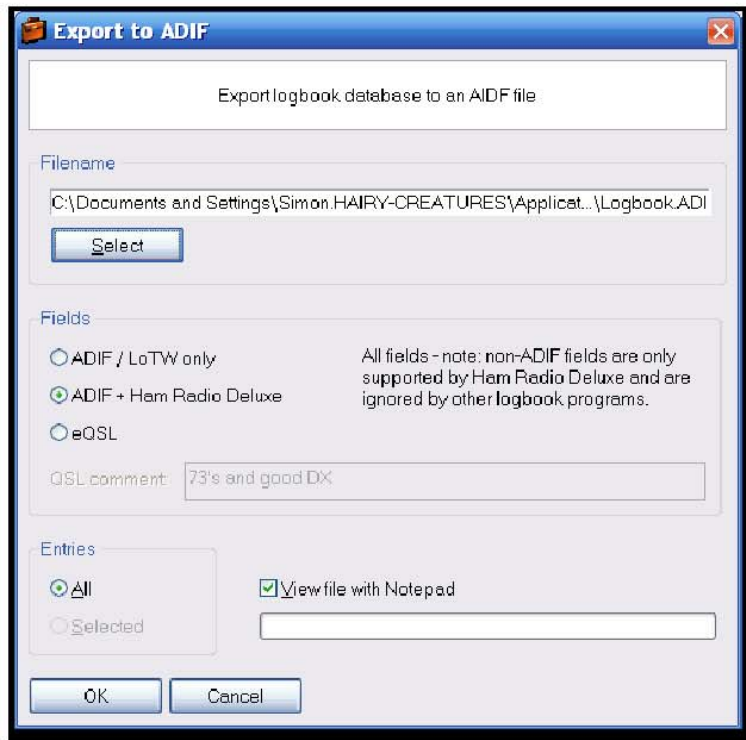 Export to ADIF
Export logbook database to an AIDF file
Filename
C:\Documents and Settings\Simon.HAIRY-CREATURES\Applicat...\Logbook.ADI
Select
Fields
ADIF / LoTW only
ADIF + Ham Radio Deluxe
eQSL
All fields - note: non-ADIF fields are only
supported by Ham Radio Deluxe and are
ignored by other logbook programs.
QSL comment
73's and good DX
Entries
All
Selected
View file with Notepad
OK
Cancel